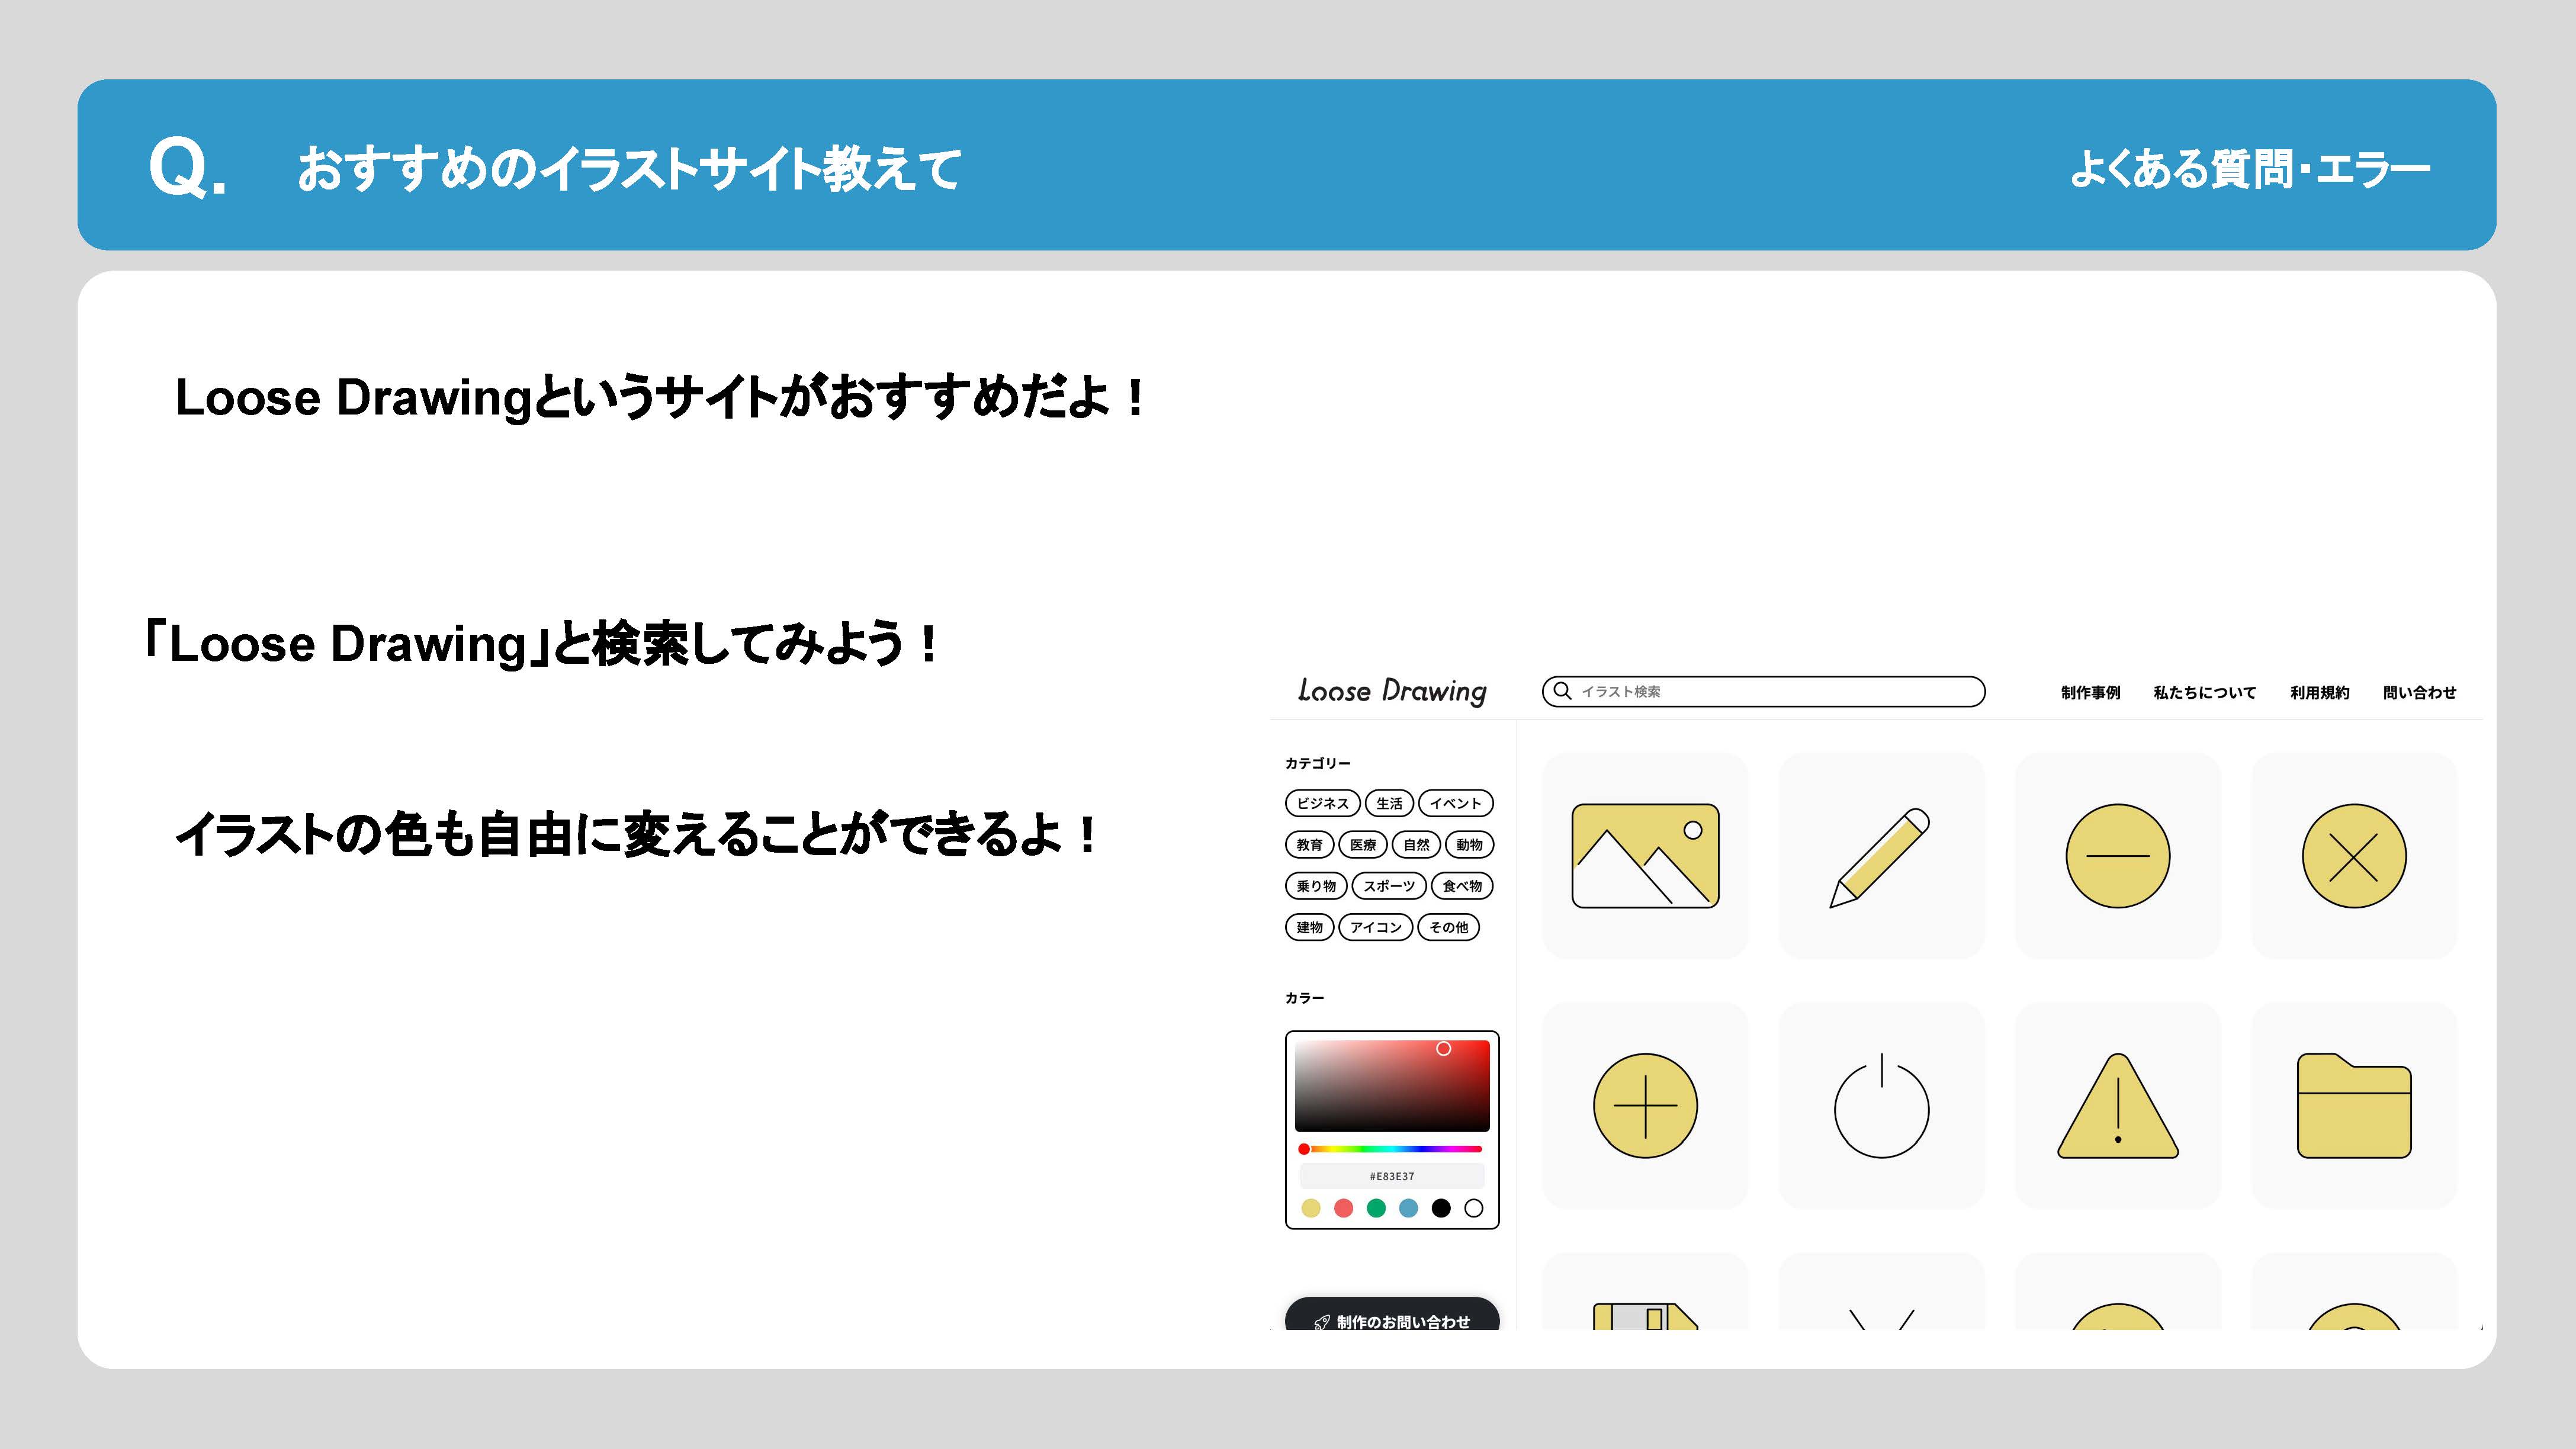 Q. おすすめのイラストサイト教えて
よくある質問・エラー
Loose Drawingというサイトがおすすめだよ！
「Loose Drawing」と検索してみよう！
イラストの色も自由に変えることができるよ！
Loose Drawing
イラスト検索
制作事例 私たちについて 利用規約 問い合わせ
カテゴリー
ビジネス 生活 イベント
教育 医療 自然 動物
乗り物 スポーツ 食べ物
建物 アイコン その他
カラー
#E83E37
制作のお問い合わせ